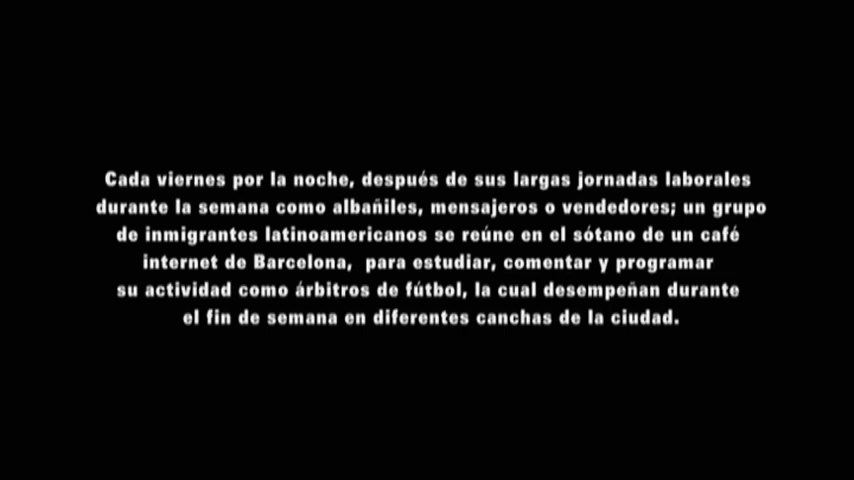 Cada viernes por la noche, después de sus largas jornadas laborales
durante la semana como albañiles, mensajeros o vendedores; un grupo
de inmigrantes latinoamericanos se reúne en el sótano de un café
internet de Barcelona,  para estudiar, comentar y programar
su actividad como árbitros de fútbol, la cual desempeñan durante
el fin de semana en diferentes canchas de la ciudad.